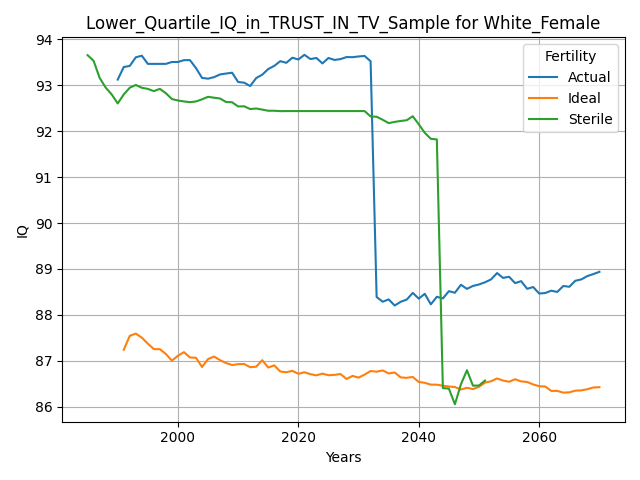 Lower_Quartile_IQ_in_TRUST_IN_TV_Sample for White_Female
Fertility
Actual
Ideal
Sterile
94
93
92
91
90
89
88
87
86
IQ
2000
2020
2040
2060
Years